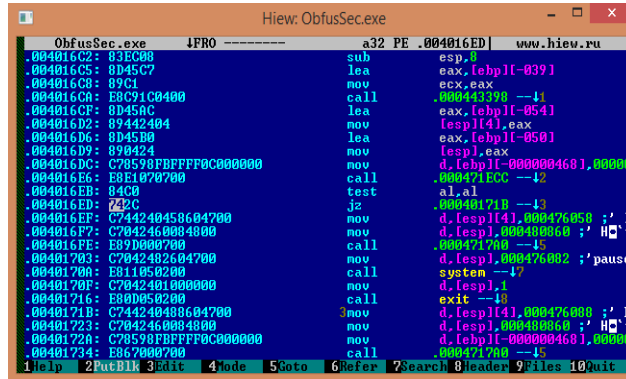 Hiew: ObfusSec.exe
ObfusSec.exe ↓FRO -------- a32 PE .004016ED| www.hiew.ru
.004016C2: 83EC08 sub esp,8
.004016C5: 8D45C7 lea eax,[ebp][-039]
.004016C8: 89C1 mov ecx,eax
.004016CA: E8C91C0400 call .000443398 --↓1
.004016CF: 8D45AC lea eax,[ebp][-054]
.004016D2: 89442404 mov [esp][4],eax
.004016D6: 8D45B0 lea eax,[ebp][-050]
.004016D9: 890424 mov [esp],eax
.004016DC: C78598FBFFFF0C000000 mov d,[ebp][-000000468],0000
.004016E6: E8E1070700 call .000471ECC --↓2
.004016EB: 84C0 test al,al
.004016ED: 742C jz .00040171B --↓3
.004016EF: C744240458604700 mov d,[esp][4],000476058 ;'
.004016F7: C7042460084800 mov d,[esp],000480860 ;' H◘`
.004016FE: E89D000700 call .0004717A0 --↓5
.00401703: C7042482604700 mov d,[esp],000476082 ;'paus
.0040170A: E811050200 call system --↓7
.0040170F: C7042401000000 mov d,[esp],1
.00401716: E80D050200 call exit --↓8
.0040171B: C744240488604700 3mov d,[esp][4],000476088 ;'
.00401723: C7042460084800 mov d,[esp],000480860 ;' H◘`
.0040172A: C78598FBFFFF0C000000 mov d,[ebp][-000000468],0000
.00401734: E867000700 call .0004717A0 --↓5
1Help 2PutBlk 3Edit 4Mode 5Goto 6Refer 7Search 8Header 9Files 10Quit